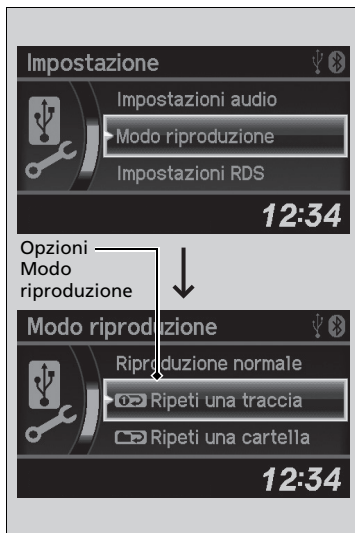 Impostazione
Impostazioni audio
Modo riproduzione
Impostazioni RDS
12:34
Opzioni
Modo
riproduzione
Modo riproduzione
Riproduzione normale
Ripeti una traccia
Ripeti una cartella
12:34